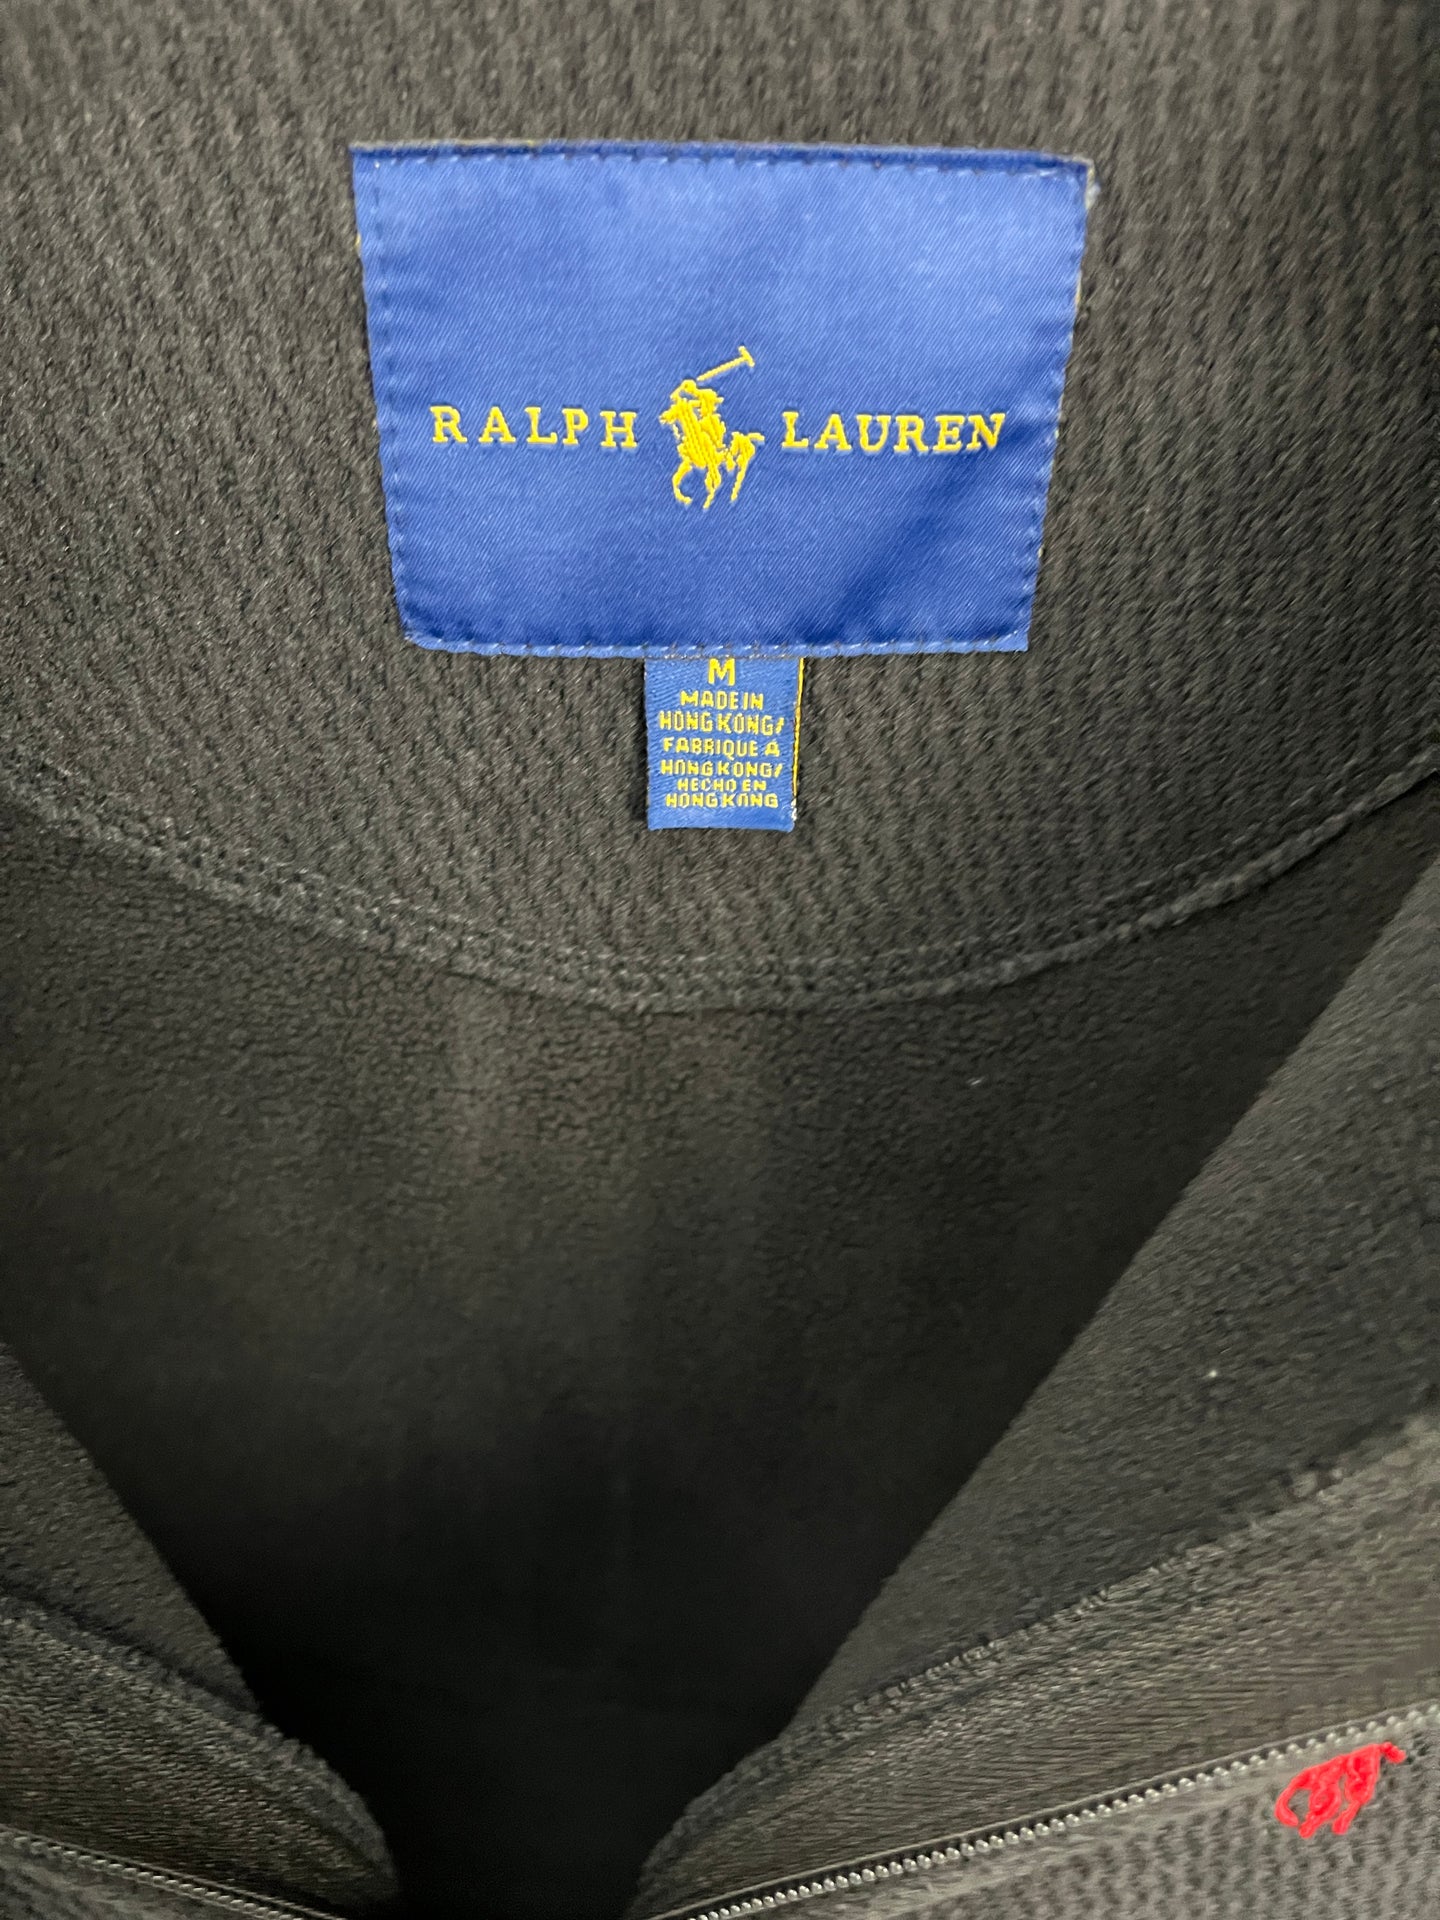 RALPH LAUREN
M
MADE IN
HONG KONG/
FABRIQUE A
HONG KONG/
HECHO EN
HONG KONG